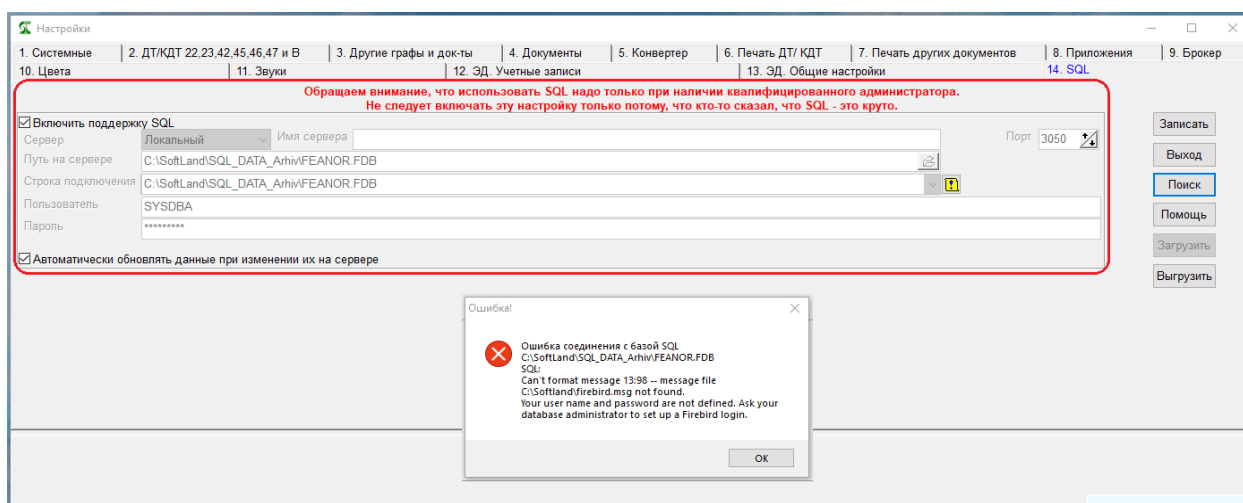 Настройки
1. Системные
2. ДТ/КДТ 22,23,42,45,46,47 и В
3. Другие графы и док-ты
4. Документы
5. Конвертер
6. Печать ДТ/ КДТ
7. Печать других документов
8. Приложения
9. Брокер
10. Цвета
11. Звуки
12. ЭД. Учетные записи
13. ЭД. Общие настройки
14. SQL
Обращаем внимание, что использовать SQL надо только при наличии квалифицированного администратора.
Не следует включать эту настройку только потому, что кто-то сказал, что SQL - это круто.
Включить поддержку SQL
Сервер
Локальный
Имя сервера
Порт
3050
Путь на сервере
C:\SoftLand\SQL_DATA_Arhiv\FEANOR.FDB
Строка подключения
C:\SoftLand\SQL_DATA_Arhiv\FEANOR.FDB
Пользователь
SYSDBA
Пароль
*********
Автоматически обновлять данные при изменении их на сервере
Записать
Выход
Поиск
Помощь
Загрузить
Выгрузить
Ошибка!
Ошибка соединения с базой SQL
C:\SoftLand\SQL_DATA_Arhiv\FEANOR.FDB
SQL:
Can't format message 13:98 -- message file
C:\Softland\firebird.msg not found.
Your user name and password are not defined. Ask your
database administrator to set up a Firebird login.
OK